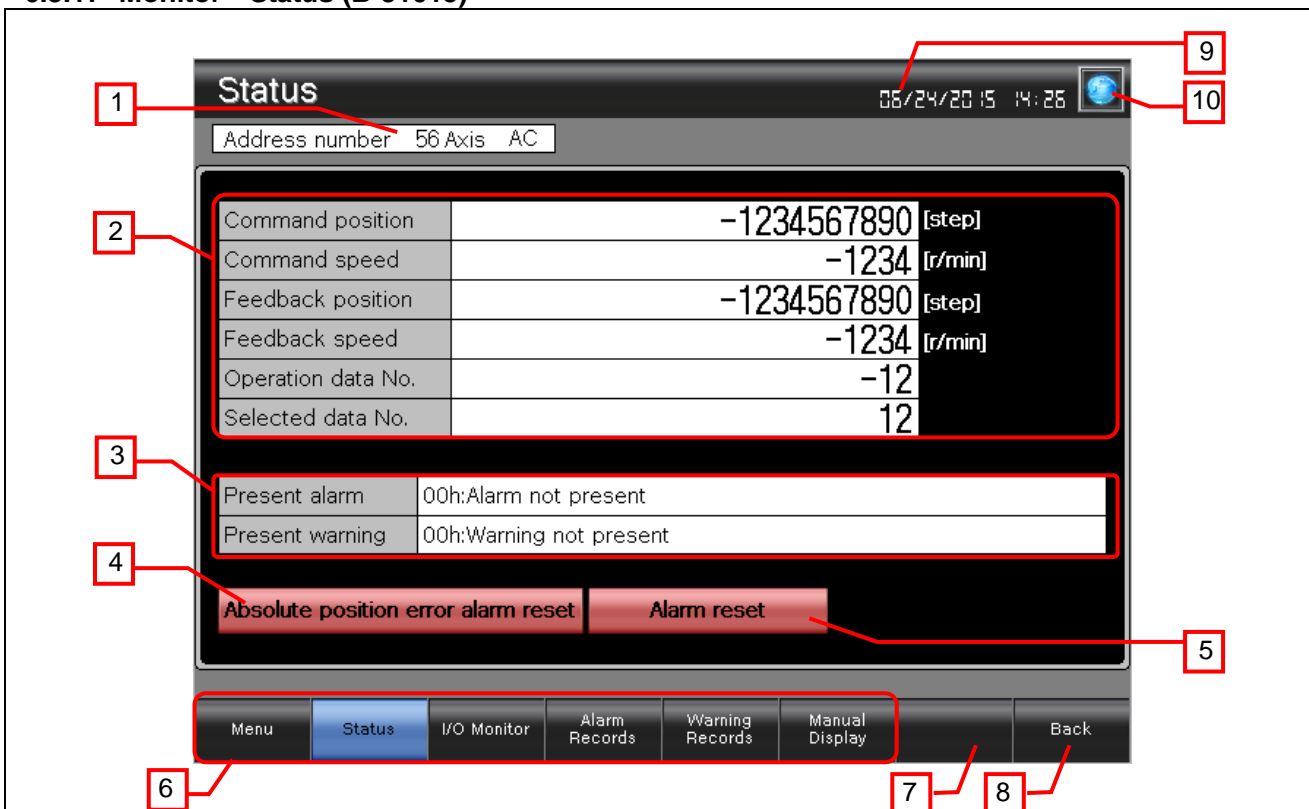 Monitor – Status
9
Status
06/24/2015 14:26
1
10
Address number 56 Axis AC
2
Command position -1234567890 [step]
Command speed -1234 [r/min]
Feedback position -1234567890 [step]
Feedback speed -1234 [r/min]
Operation data No. -12
Selected data No. 12
3
Present alarm 00h:Alarm not present
Present warning 00h:Warning not present
4
Absolute position error alarm reset Alarm reset
5
Menu Status I/O Monitor Alarm Records Warning Records Manual Display Back
6
7
8